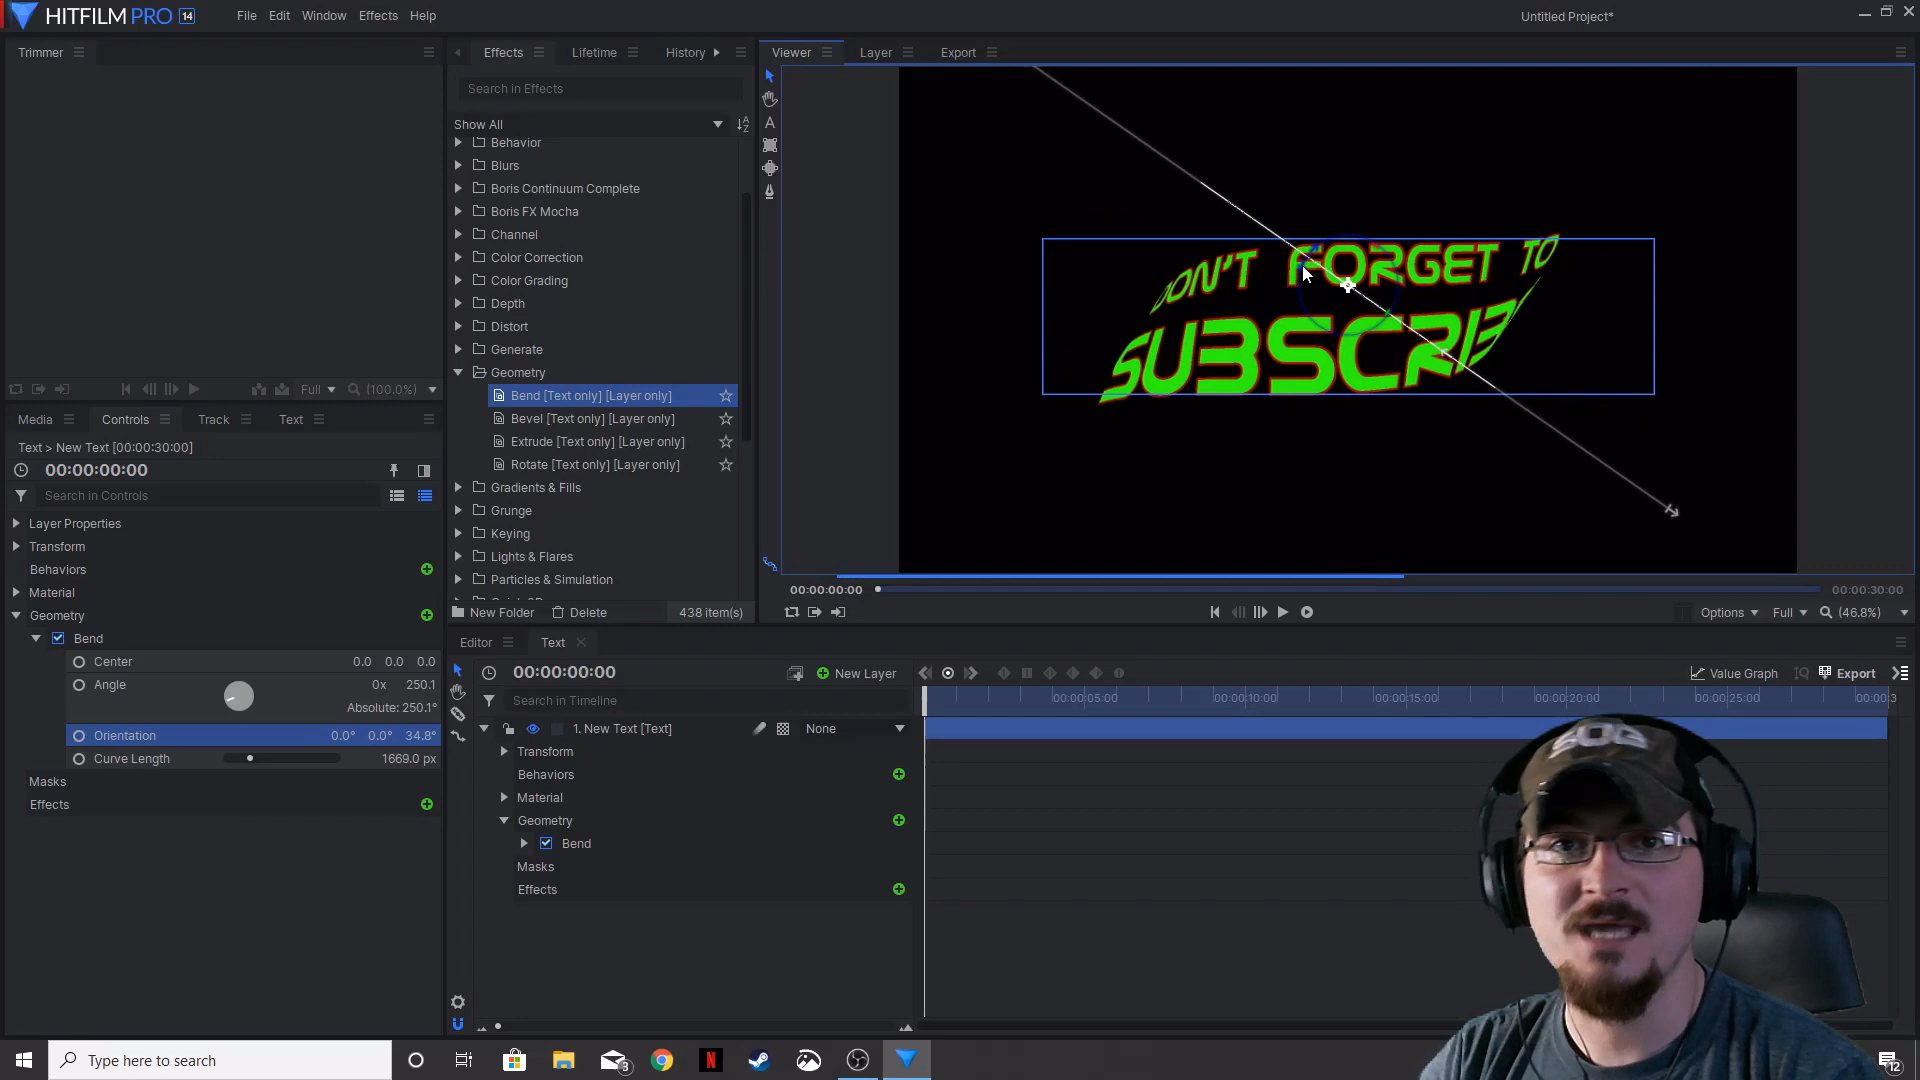 HITFILM PRO 14
File Edit Window Effects Help
Untitled Project*
Trimmer
Effects Lifetime History
Viewer Layer Export
Search in Effects
Show All
Behavior
Blurs
Boris Continuum Complete
Boris FX Mocha
Channel
Color Correction
Color Grading
Depth
Distort
Generate
Geometry
Bend [Text only] [Layer only]
Bevel [Text only] [Layer only]
Extrude [Text only] [Layer only]
Rotate [Text only] [Layer only]
Gradients & Fills
Grunge
Keying
Lights & Flares
Particles & Simulation
New Folder Delete 438 item(s)
DON'T FORGET TO
SUBSCRIB
00:00:00:00 00:00:30:00
Options Full (46.8%)
Full (100.0%)
Media Controls Track Text
Text > New Text [00:00:30:00]
00:00:00:00
Search in Controls
Layer Properties
Transform
Behaviors
Material
Geometry
Bend
Center 0.0 0.0 0.0
Angle 0x 250.1
Absolute: 250.1°
Orientation 0.0° 0.0° 34.8°
Curve Length 1669.0 px
Masks
Effects
Editor Text
00:00:00:00 New Layer Value Graph Export
Search in Timeline
00:00:05:00 00:00:10:00 00:00:15:00 00:00:20:00 00:00:25:00 00:00:3
1. New Text [Text] None
Transform
Behaviors
Material
Geometry
Bend
Masks
Effects
Type here to search
3
N
12